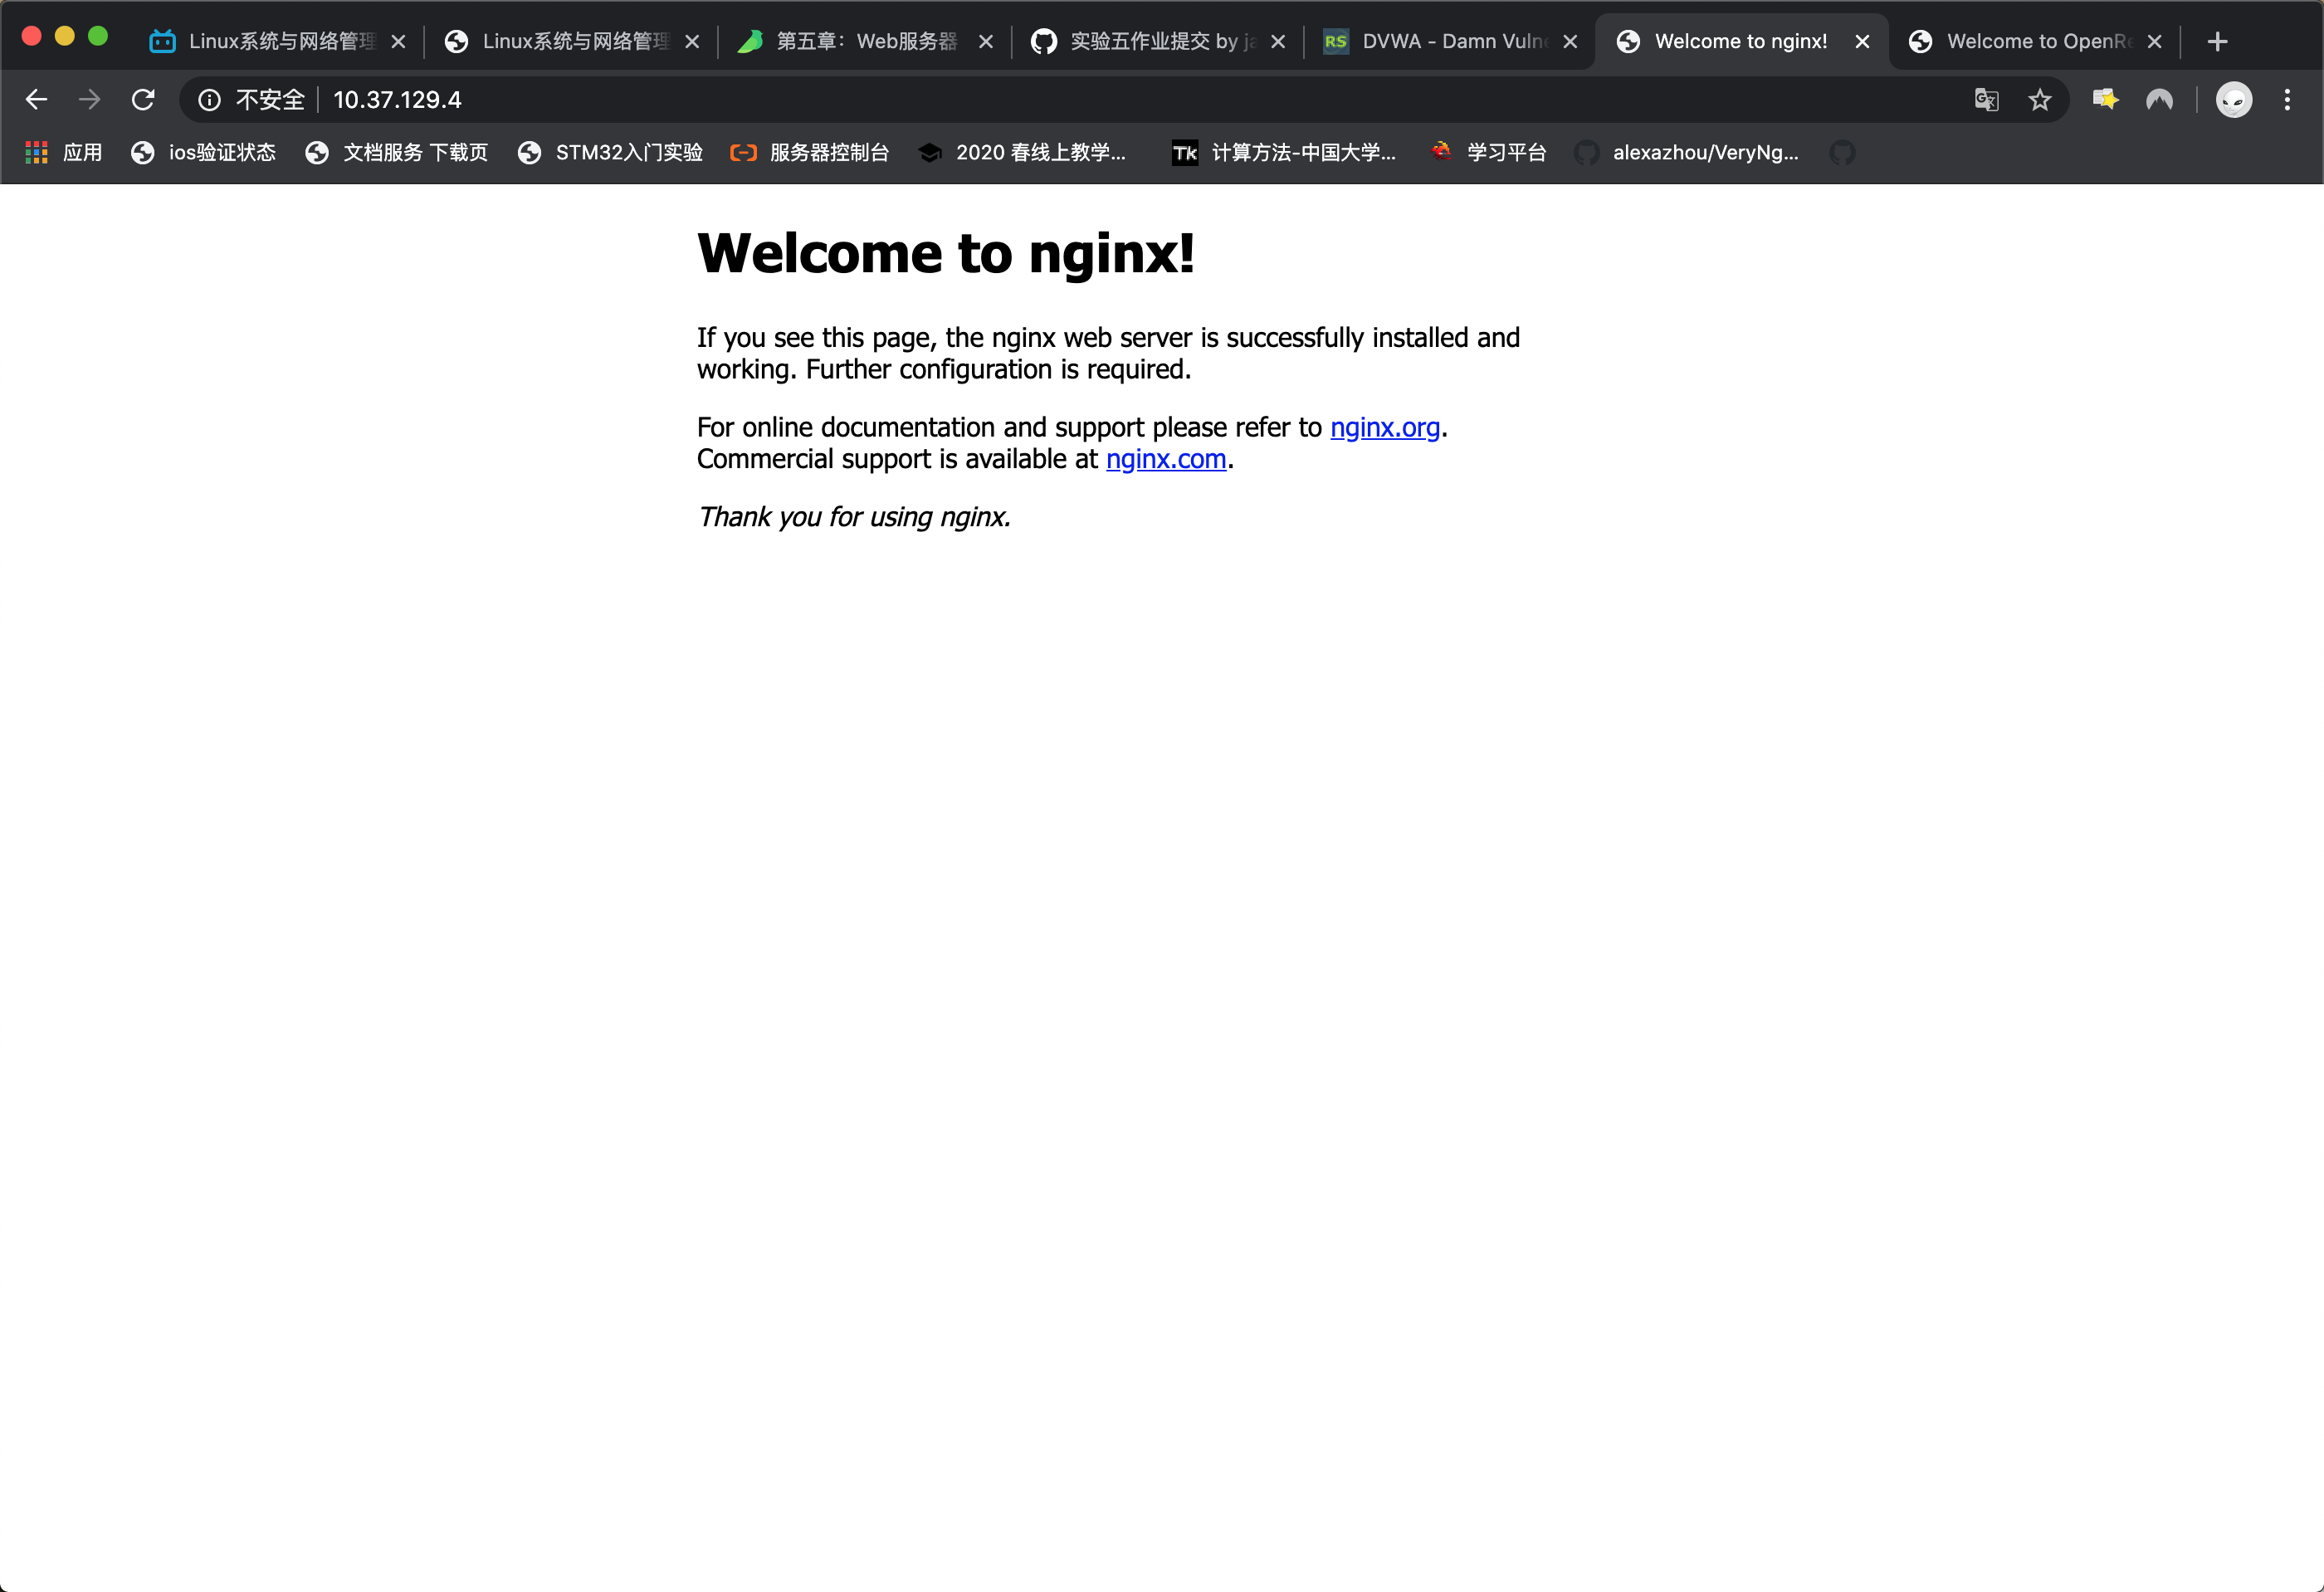 Linux系统与网络管理
Linux系统与网络管理
第五章：Web服务器
实验五作业提交 by ja
RS
DVWA - Damn Vulne
Welcome to nginx!
Welcome to OpenRe
不安全
10.37.129.4
应用
ios验证状态
文档服务 下载页
STM32入门实验
服务器控制台
2020 春线上教学...
Tk
计算方法-中国大学...
学习平台
alexazhou/VeryNg...
Welcome to nginx!
If you see this page, the nginx web server is successfully installed and
working. Further configuration is required.
For online documentation and support please refer to nginx.org.
Commercial support is available at nginx.com.
Thank you for using nginx.